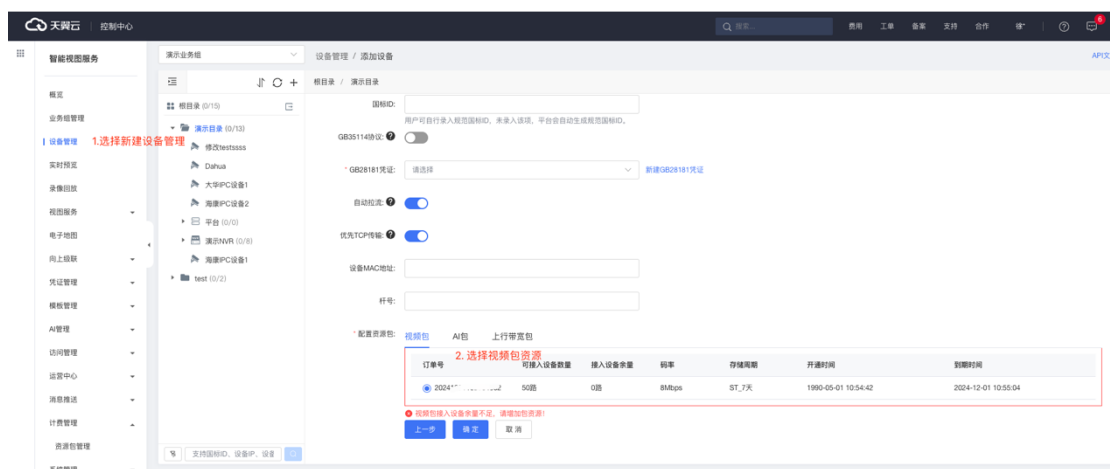 天翼云 控制中心 搜索... 费用 工单 备案 支持 合作 6
智能视图服务 演示业务组 设备管理 / 添加设备 API文
根目录 / 演示目录
概览
业务组管理
设备管理
实时预览
录像回放
视图服务
电子地图
向上级联
凭证管理
模板管理
AI管理
访问管理
运营中心
消息推送
计费管理
资源包管理
1.选择新建设备管理
根目录 (0/15)
演示目录 (0/13)
修改testssss
Dahua
大华IPC设备1
海康IPC设备2
平台 (0/0)
演示NVR (0/8)
海康IPC设备1
test (0/2)
支持国标ID、设备IP、设备
国标ID:
用户可自行录入规范国标ID, 未录入该项, 平台会自动生成规范国标ID。
GB35114协议:
* GB28181凭证: 请选择 新建GB28181凭证
自动拉流:
优先TCP传输:
设备MAC地址:
杆号:
* 配置资源包: 视频包 AI包 上行带宽包
2. 选择视频包资源
订单号 可接入设备数量 接入设备余量 码率 存储周期 开通时间 到期时间
50路 0路 8Mbps ST_7天 1990-05-01 10:54:42 2024-12-01 10:55:04
视频包接入设备余量不足, 请增加包资源!
上一步 确定 取消